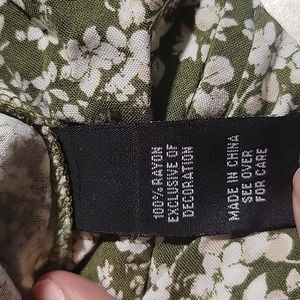 100% RAYON
EXCLUSIVE OF
DECORATION
MADE IN CHINA
SEE OVER
FOR CARE